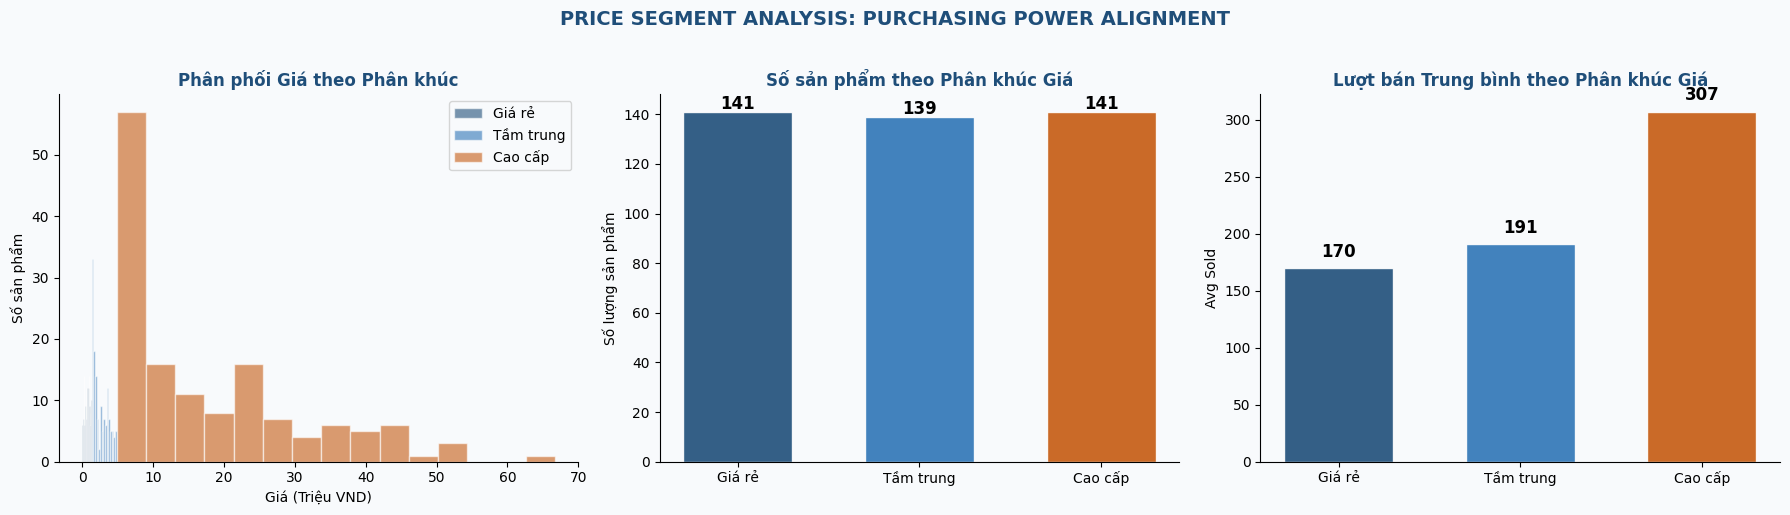 PRICE SEGMENT ANALYSIS: PURCHASING POWER ALIGNMENT
Phân phối Giá theo Phân khúc
Số sản phẩm
50
40
30
20
10
0
Giá rẻ
Tầm trung
Cao cấp
0 10 20 30 40 50 60 70
Giá (Triệu VND)
Số sản phẩm theo Phân khúc Giá
Số lượng sản phẩm
140
120
100
80
60
40
20
0
141 139 141
Giá rẻ Tầm trung Cao cấp
Lượt bán Trung bình theo Phân khúc Giá
Avg Sold
300
250
200
150
100
50
0
170 191 307
Giá rẻ Tầm trung Cao cấp